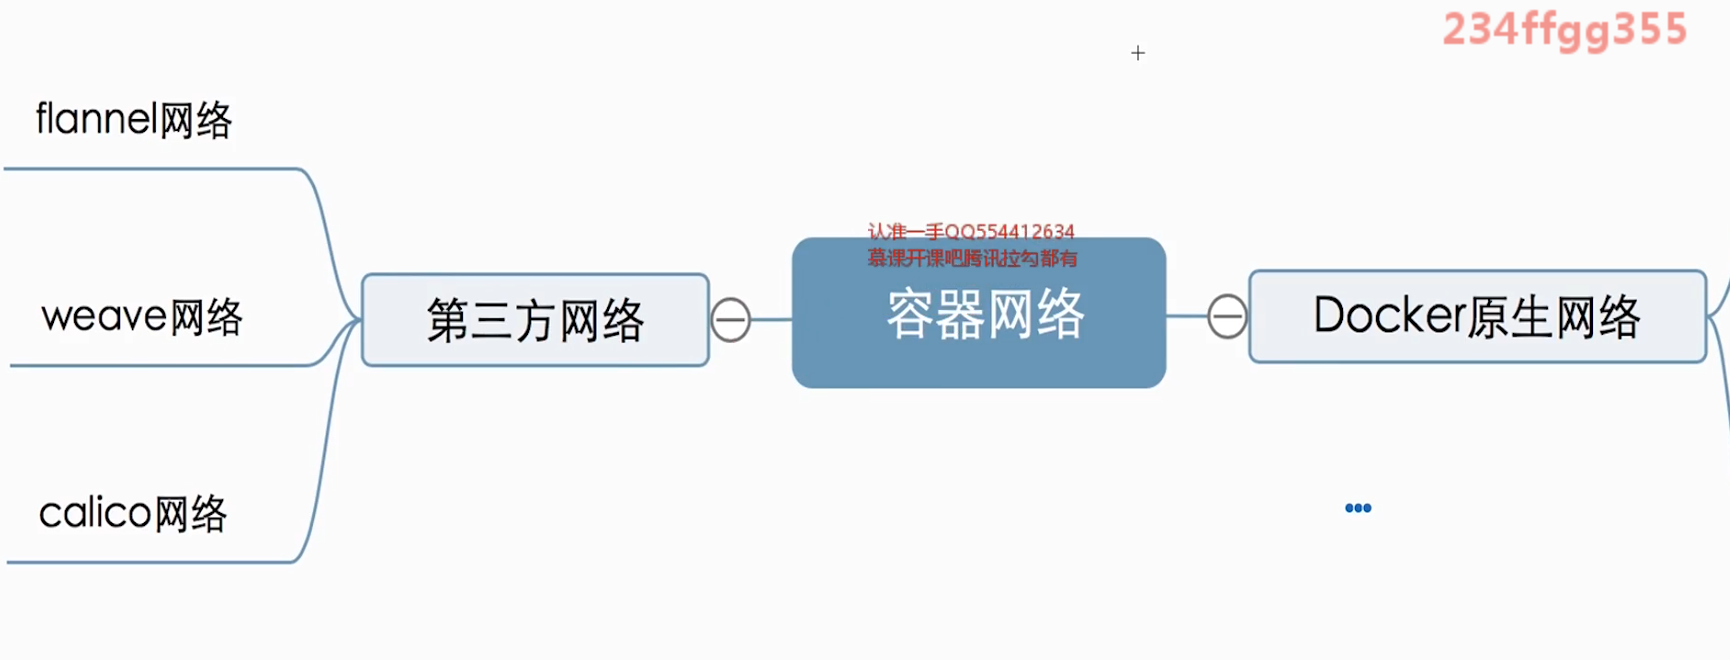 234ffgg355
flannel网络
weave网络
calico网络
第三方网络
认准一手QQ554412634
慕课开课吧腾讯拉勾都有
容器网络
Docker原生网络